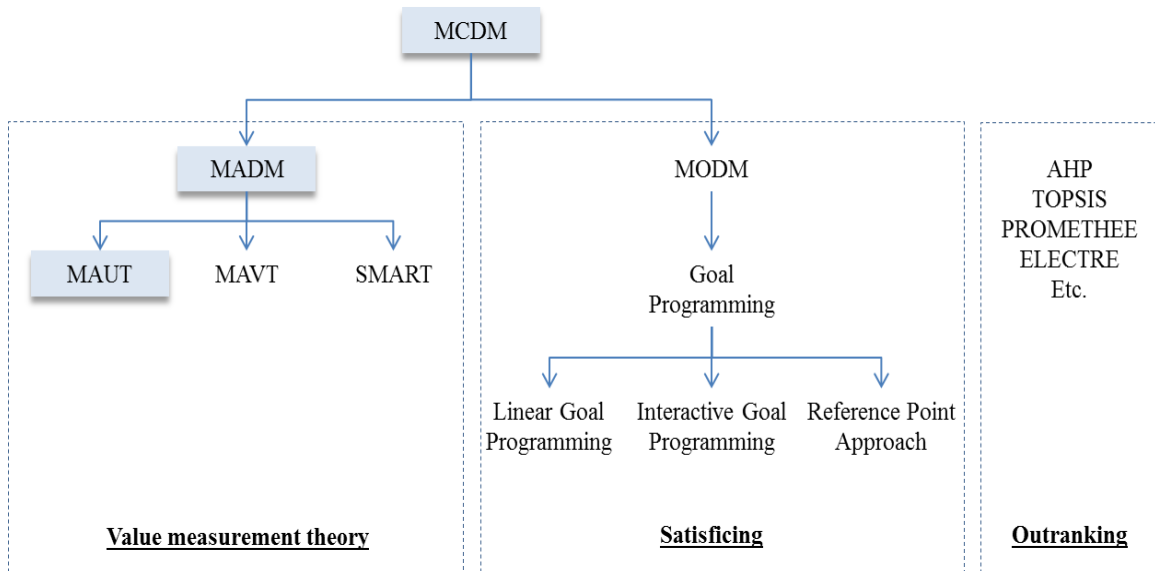 MCDM
MADM
MAUT
MAVT
SMART
Value measurement theory
MODM
Goal
Programming
Linear Goal
Programming
Interactive Goal
Programming
Reference Point
Approach
Satisficing
AHP
TOPSIS
PROMETHEE
ELECTRE
Etc.
Outranking